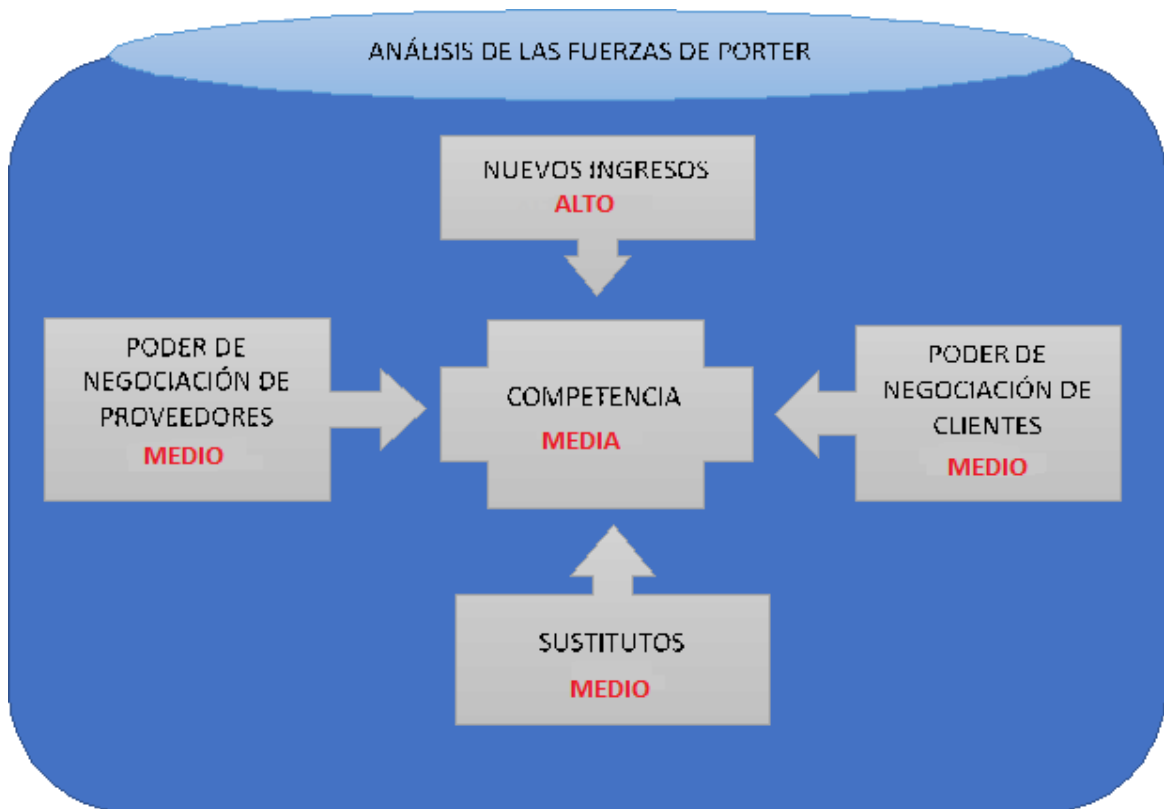 ANÁLISIS DE LAS FUERZAS DE PORTER
NUEVOS INGRESOS
ALTO
PODER DE
NEGOCIACIÓN DE
PROVEEDORES
MEDIO
COMPETENCIA
MEDIA
PODER DE
NEGOCIACIÓN DE
CLIENTES
MEDIO
SUSTITUTOS
MEDIO